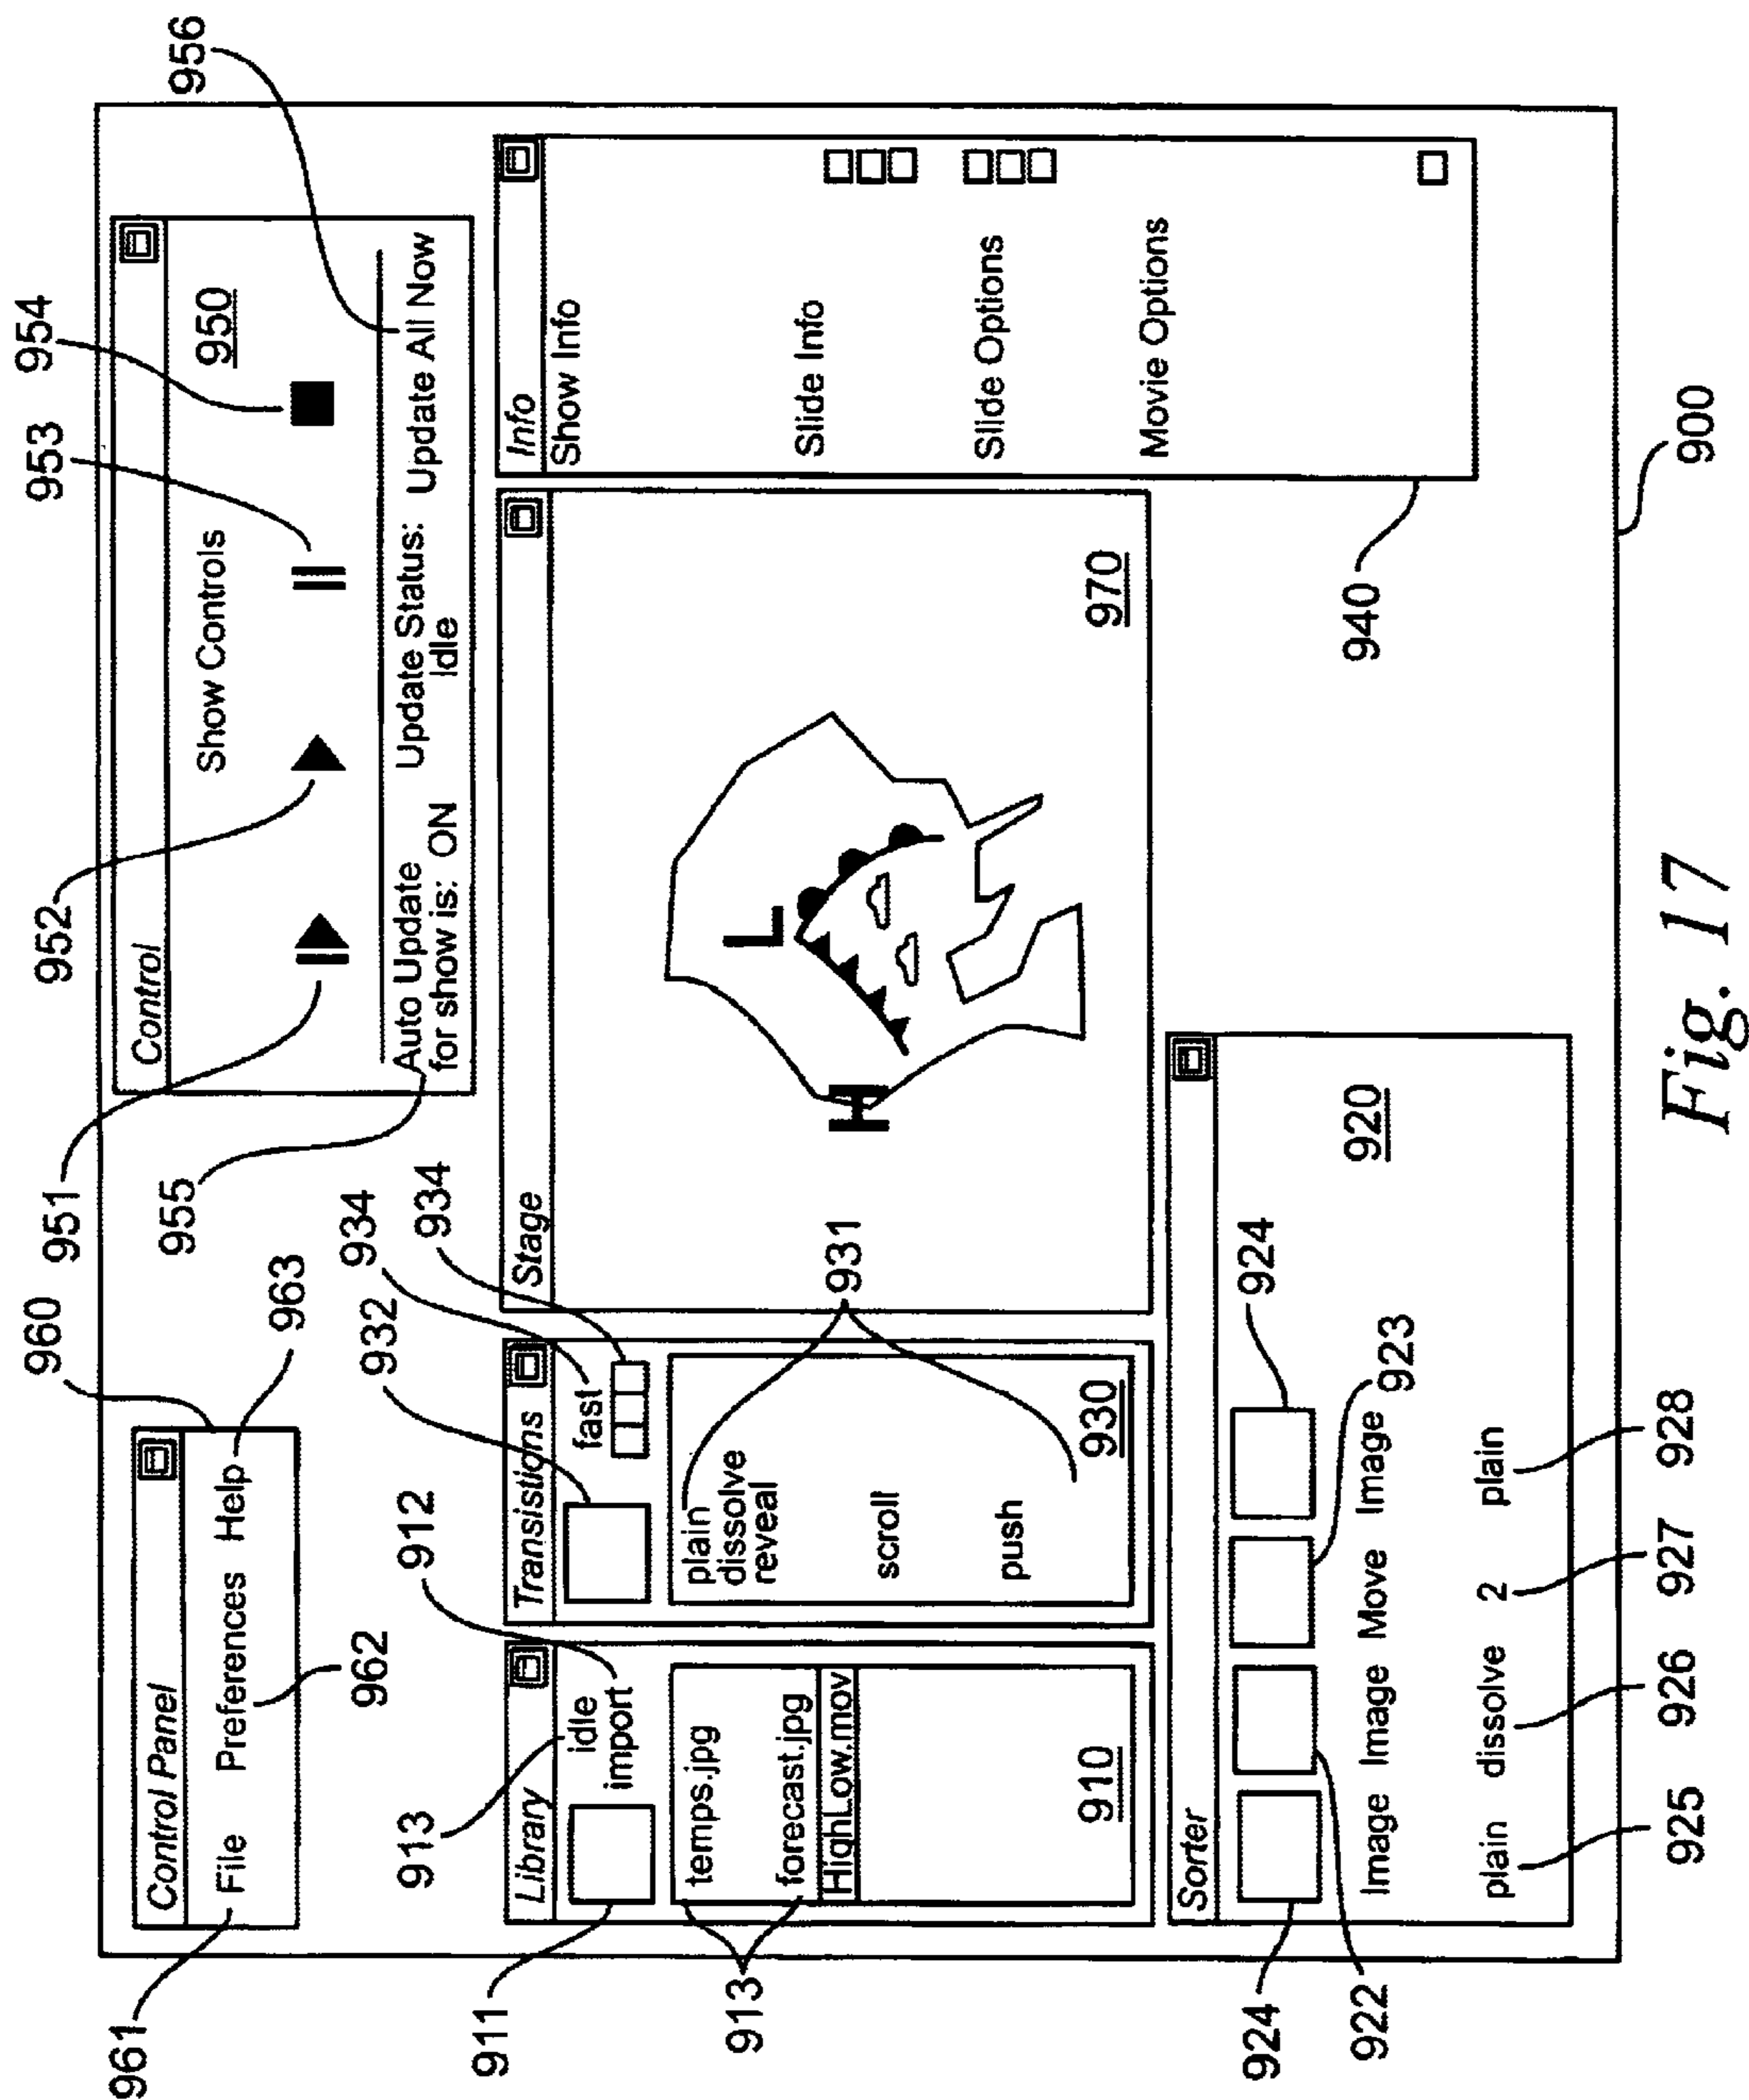 960
961
Control Panel
File Preferences Help
962
963
951
952
953
954
955
956
Control
Show Controls
950
Auto Update
for show is: ON
Update Status:
Idle
Update All Now
911
913
912
Library
idle
import
temps.jpg
forecast.jpg
HighLow.mov
910
913
932
934
934
Transistions
fast
plain
dissolve
reveal
scroll
push
930
931
Stage
H
L
970
Info
Show Info
Slide Info
Slide Options
Movie Options
940
Sorter
924
922
923
924
Image Image Move Image
plain dissolve 2 plain
920
925 926 927 928
900
Fig. 17